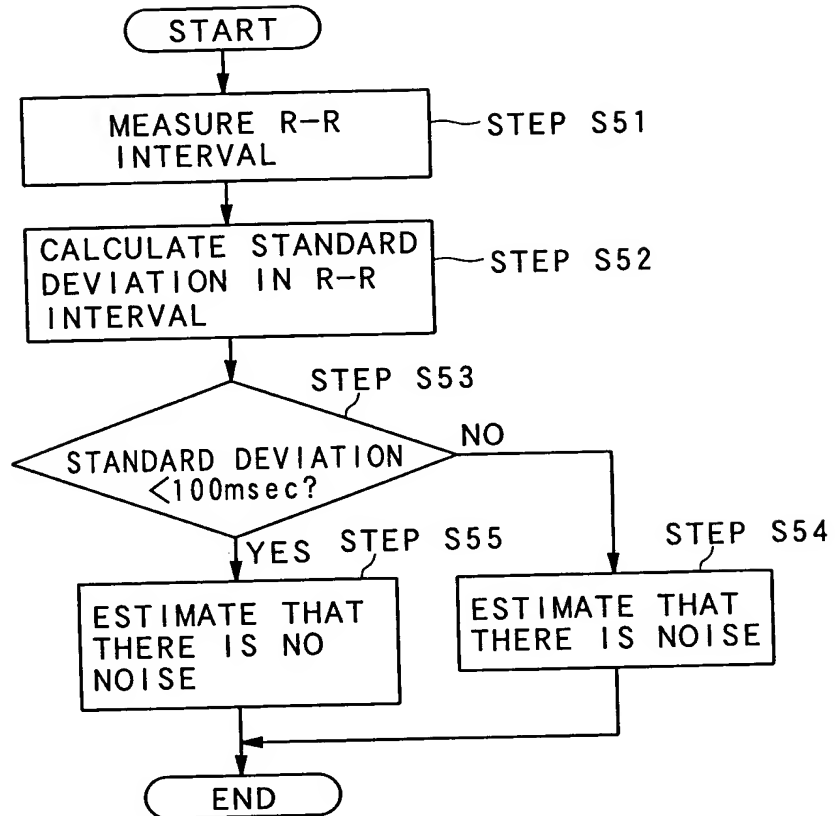 START
MEASURE R-R
INTERVAL
STEP S51
CALCULATE STANDARD
DEVIATION IN R-R
INTERVAL
STEP S52
STEP S53
STANDARD DEVIATION
<100msec?
NO
YES
STEP S55
STEP S54
ESTIMATE THAT
THERE IS NO
NOISE
ESTIMATE THAT
THERE IS NOISE
END